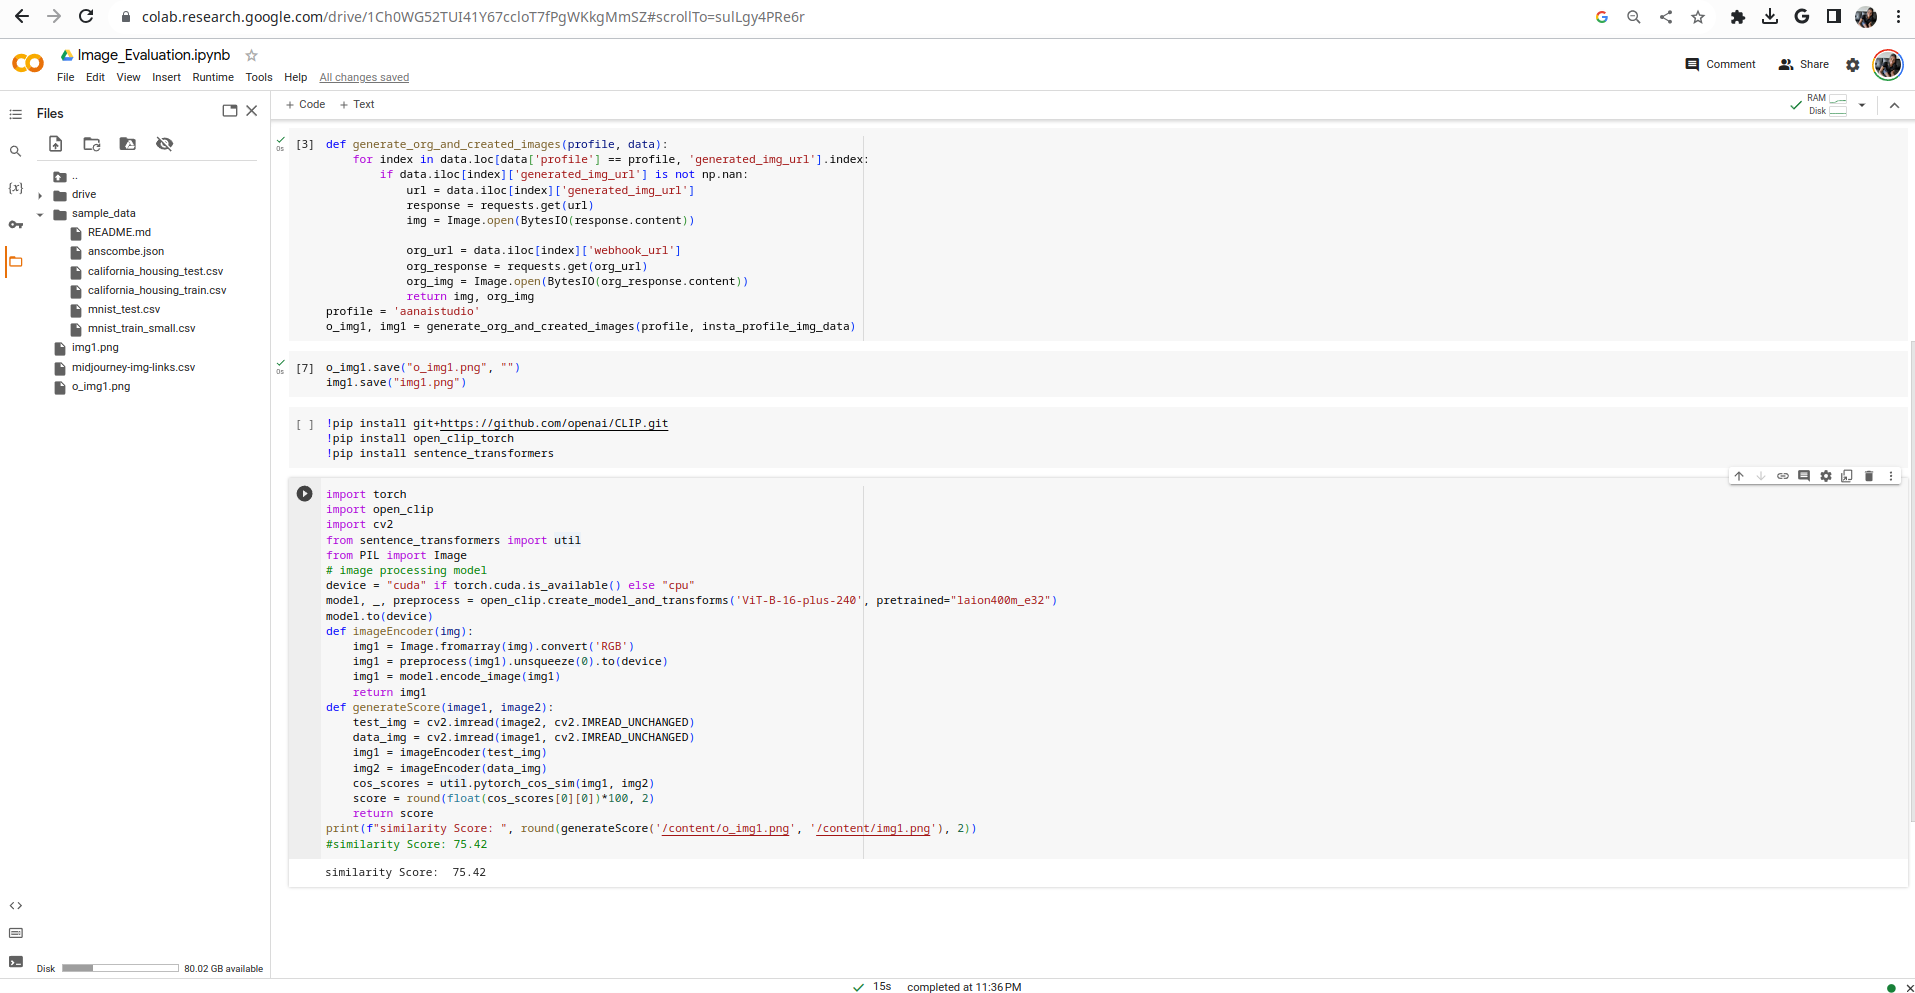 colab.research.google.com/drive/1Ch0WG52TUI41Y67ccloT7fPgWKkgMmSZ#scrollTo=sulLgy4PRe6r
Image_Evaluation.ipynb
File Edit View Insert Runtime Tools Help All changes saved
Comment Share
Files
+ Code + Text
RAM
Disk
..
drive
sample_data
README.md
anscombe.json
california_housing_test.csv
california_housing_train.csv
mnist_test.csv
mnist_train_small.csv
img1.png
midjourney-img-links.csv
o_img1.png
{x}
Disk 80.02 GB available
0s
[3] def generate_org_and_created_images(profile, data):
for index in data.loc[data['profile'] == profile, 'generated_img_url'].index:
if data.iloc[index]['generated_img_url'] is not np.nan:
url = data.iloc[index]['generated_img_url']
response = requests.get(url)
img = Image.open(BytesIO(response.content))
org_url = data.iloc[index]['webhook_url']
org_response = requests.get(org_url)
org_img = Image.open(BytesIO(org_response.content))
return img, org_img
profile = 'aanaistudio'
o_img1, img1 = generate_org_and_created_images(profile, insta_profile_img_data)
0s
[7] o_img1.save("o_img1.png", "")
img1.save("img1.png")
[ ] !pip install git+https://github.com/openai/CLIP.git
!pip install open_clip_torch
!pip install sentence_transformers
import torch
import open_clip
import cv2
from sentence_transformers import util
from PIL import Image
# image processing model
device = "cuda" if torch.cuda.is_available() else "cpu"
model, _, preprocess = open_clip.create_model_and_transforms('ViT-B-16-plus-240', pretrained="laion400m_e32")
model.to(device)
def imageEncoder(img):
img1 = Image.fromarray(img).convert('RGB')
img1 = preprocess(img1).unsqueeze(0).to(device)
img1 = model.encode_image(img1)
return img1
def generateScore(image1, image2):
test_img = cv2.imread(image2, cv2.IMREAD_UNCHANGED)
data_img = cv2.imread(image1, cv2.IMREAD_UNCHANGED)
img1 = imageEncoder(test_img)
img2 = imageEncoder(data_img)
cos_scores = util.pytorch_cos_sim(img1, img2)
score = round(float(cos_scores[0][0])*100, 2)
return score
print(f"similarity Score: ", round(generateScore('/content/o_img1.png', '/content/img1.png'), 2))
#similarity Score: 75.42
similarity Score:  75.42
15s completed at 11:36 PM